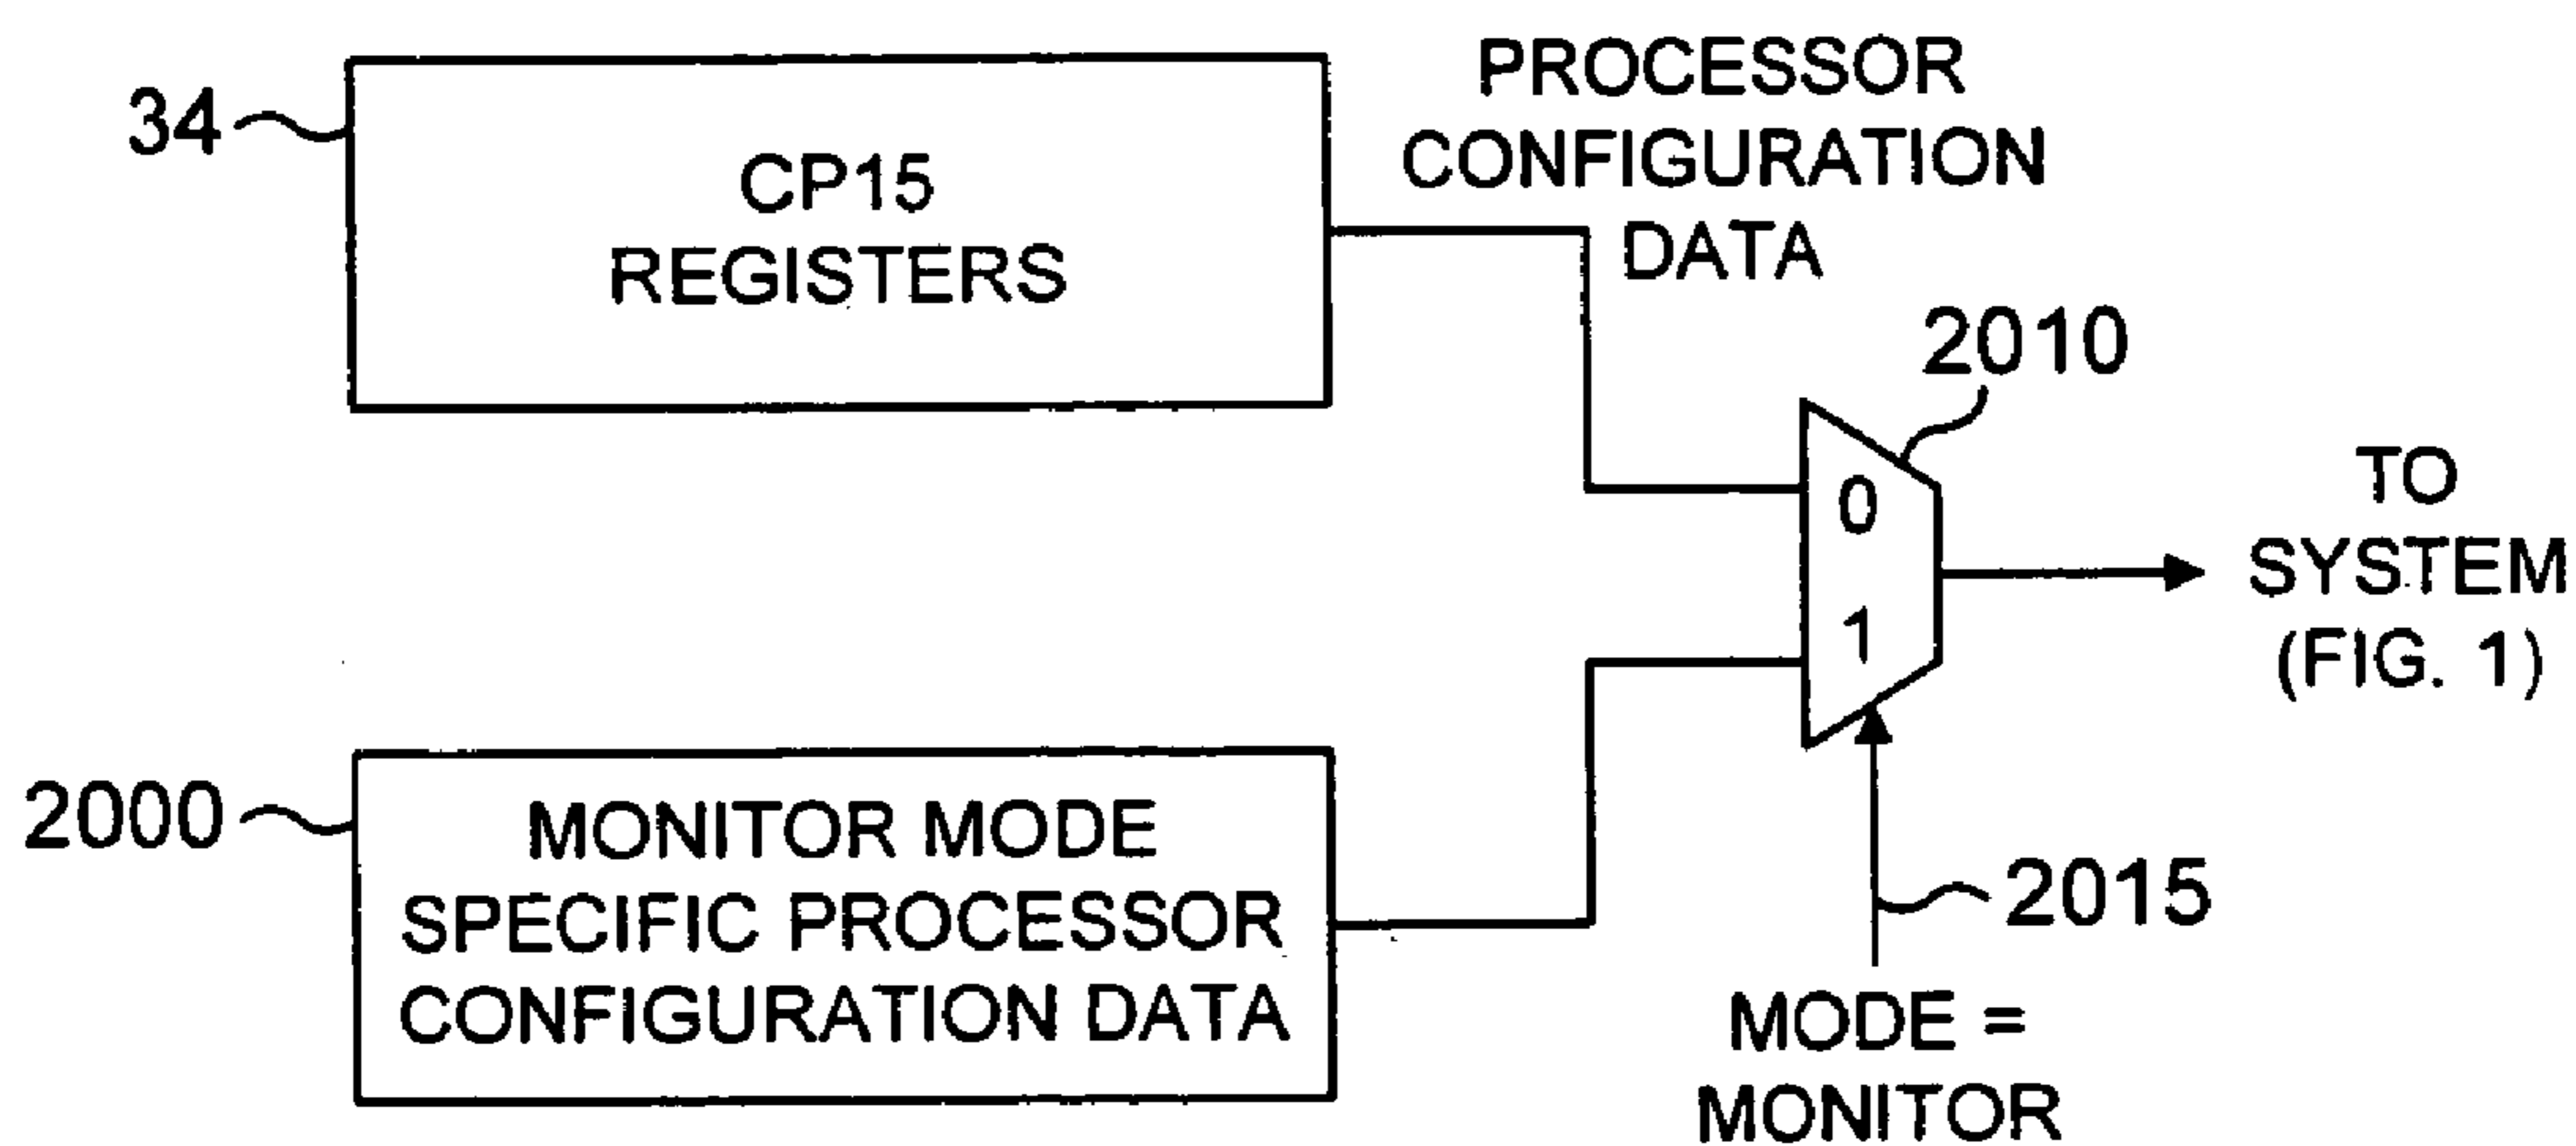 34
CP15
REGISTERS
PROCESSOR
CONFIGURATION
DATA
2010
0
1
TO
SYSTEM
(FIG. 1)
2000
MONITOR MODE
SPECIFIC PROCESSOR
CONFIGURATION DATA
2015
MODE =
MONITOR